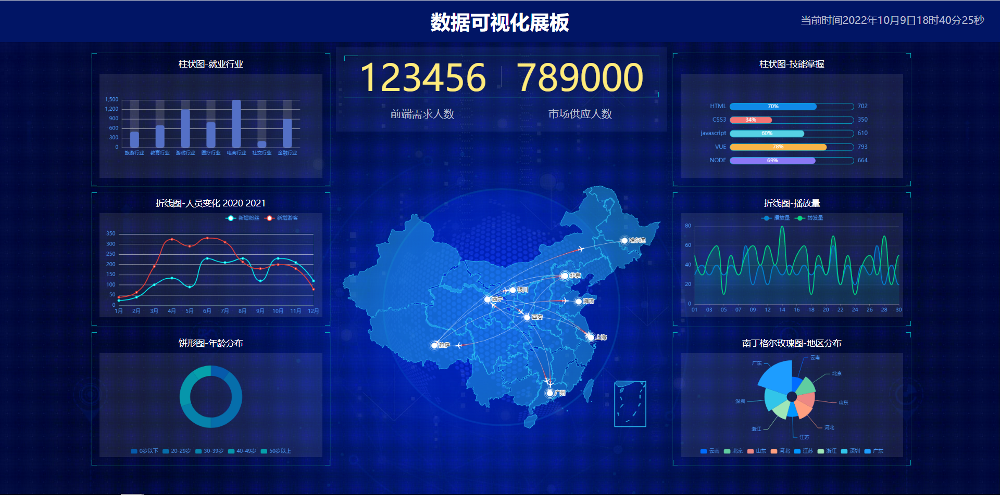 数据可视化展板
当前时间2022年10月9日18时40分25秒
柱状图-就业行业
1,500
1,200
900
600
300
0
旅游行业 教育行业 游戏行业 医疗行业 电商行业 社交行业 金融行业
折线图-人员变化 2020 2021
新增粉丝 新增游客
350
300
250
200
150
100
50
0
1月 2月 3月 4月 5月 6月 7月 8月 9月 10月 11月 12月
饼形图-年龄分布
0岁以下 20-29岁 30-39岁 40-49岁 50岁以上
123456 789000
前端需求人数 市场供应人数
哈尔滨
北京
银川
西宁
潍坊
西安
上海
拉萨
广州
柱状图-技能掌握
HTML 70% 702
CSS3 34% 350
javascript 60% 610
VUE 78% 793
NODE 69% 664
折线图-播放量
播放量 转发量
80
60
40
20
0
01 03 05 07 09 12 14 16 18 20 22 24 26 28 30
南丁格尔玫瑰图-地区分布
云南
广东
北京
深圳
山东
浙江
河北
江苏
云南 北京 山东 河北 江苏 浙江 深圳 广东